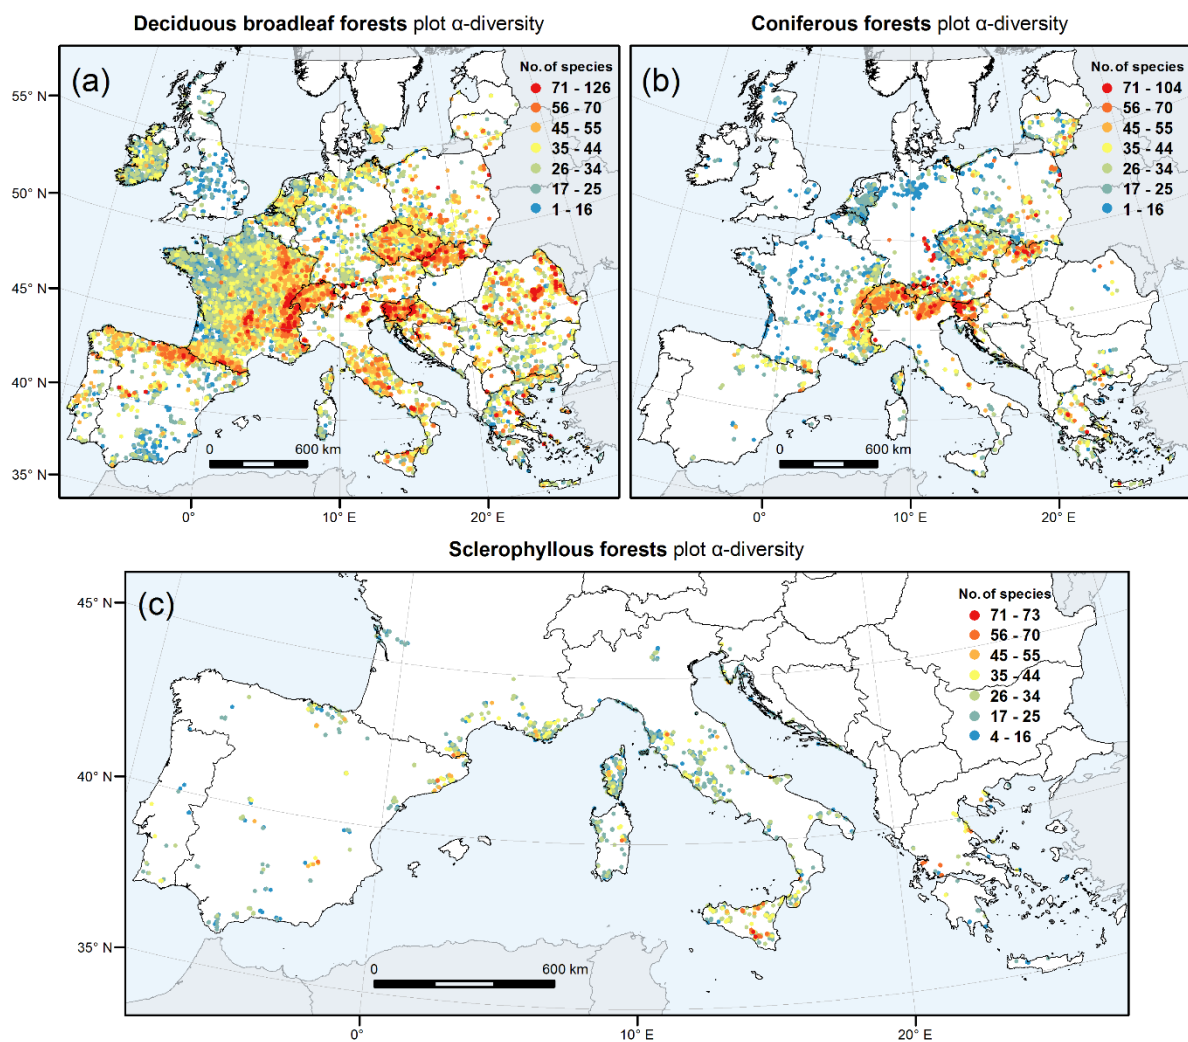 Deciduous broadleaf forests plot α-diversity
(a)
No. of species
71 - 126
56 - 70
45 - 55
35 - 44
26 - 34
17 - 25
1 - 16
55° N
50° N
45° N
40° N
35° N
0
600 km
0°
10° E
20° E
Coniferous forests plot α-diversity
(b)
No. of species
71 - 104
56 - 70
45 - 55
35 - 44
26 - 34
17 - 25
1 - 16
0
600 km
0°
10° E
20° E
Sclerophyllous forests plot α-diversity
(c)
No. of species
71 - 73
56 - 70
45 - 55
35 - 44
26 - 34
17 - 25
4 - 16
45° N
40° N
35° N
0
600 km
0°
10° E
20° E